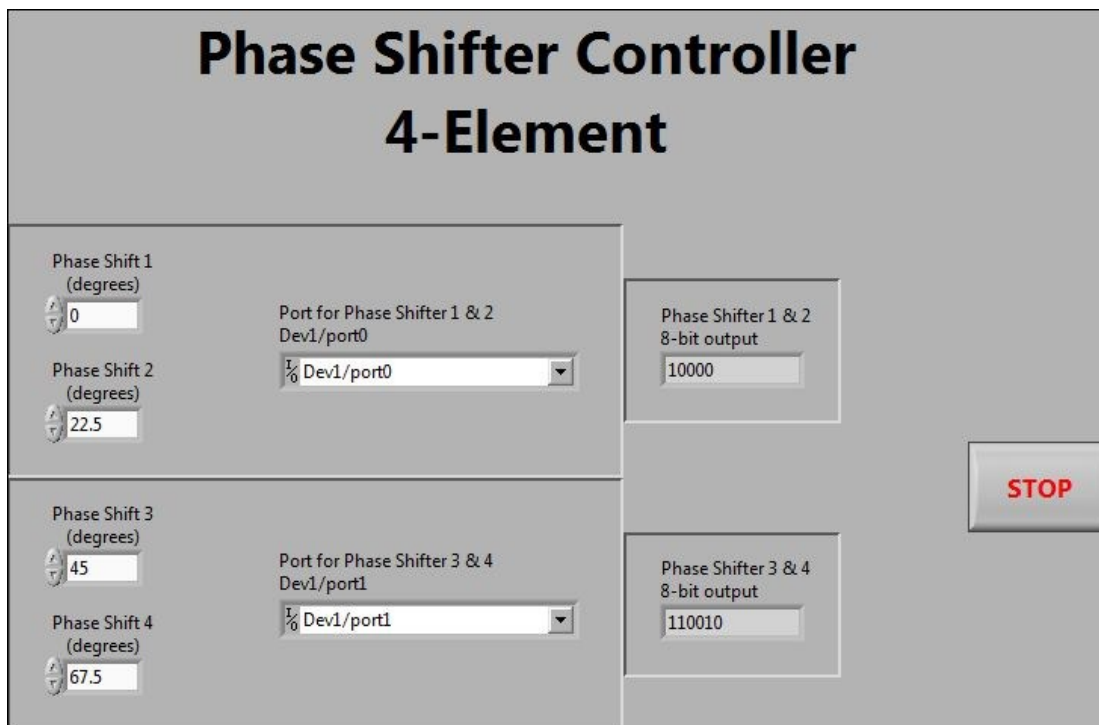 Phase Shifter Controller
4-Element
Phase Shift 1
(degrees)
0
Phase Shift 2
(degrees)
22.5
Port for Phase Shifter 1 & 2
Dev1/port0
I/O Dev1/port0
Phase Shifter 1 & 2
8-bit output
10000
STOP
Phase Shift 3
(degrees)
45
Phase Shift 4
(degrees)
67.5
Port for Phase Shifter 3 & 4
Dev1/port1
I/O Dev1/port1
Phase Shifter 3 & 4
8-bit output
110010